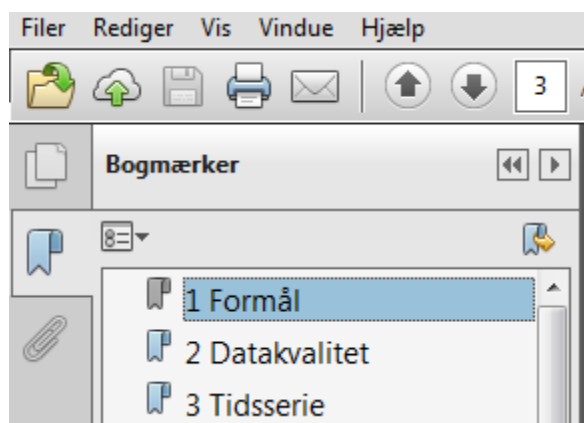 Filer Rediger Vis Vindue Hjælp
3 /
Bogmærker
1 Formål
2 Datakvalitet
3 Tidsserie